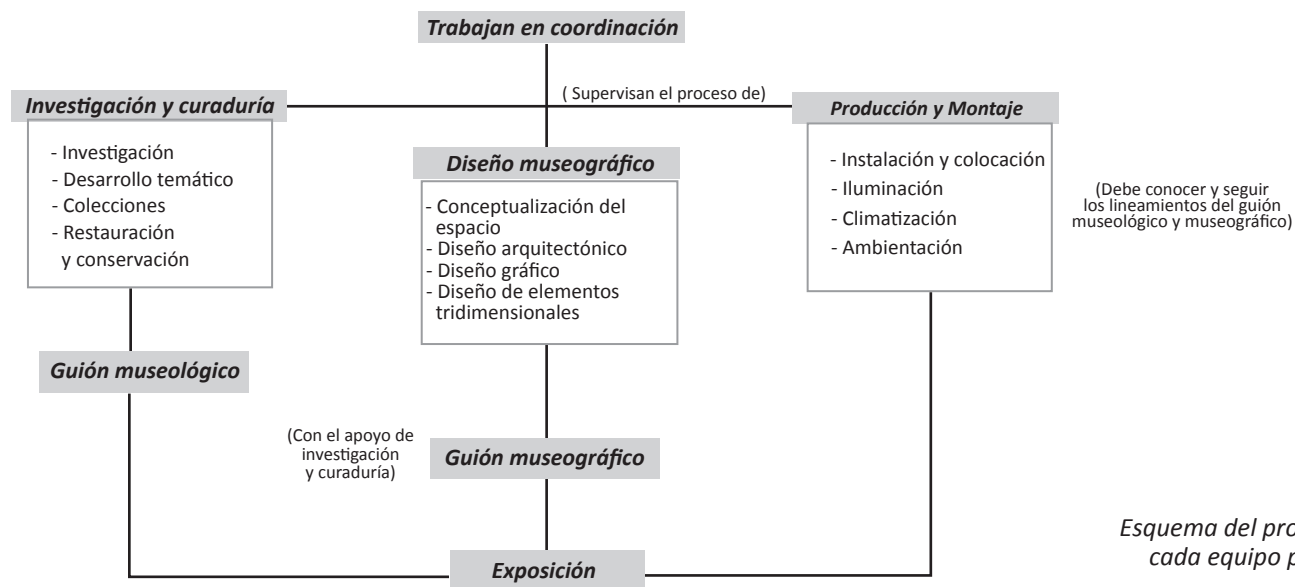 Trabajan en coordinación
( Supervisan el proceso de)
Investigación y curaduría
- Investigación
- Desarrollo temático
- Colecciones
- Restauración
y conservación
Diseño museográfico
- Conceptualización del
espacio
- Diseño arquitectónico
- Diseño gráfico
- Diseño de elementos
tridimensionales
Producción y Montaje
- Instalación y colocación
- Iluminación
- Climatización
- Ambientación
(Debe conocer y seguir
los lineamientos del guión
museológico y museográfico)
Guión museológico
(Con el apoyo de
investigación
y curaduría)
Guión museográfico
Exposición
Esquema del
cada equipo